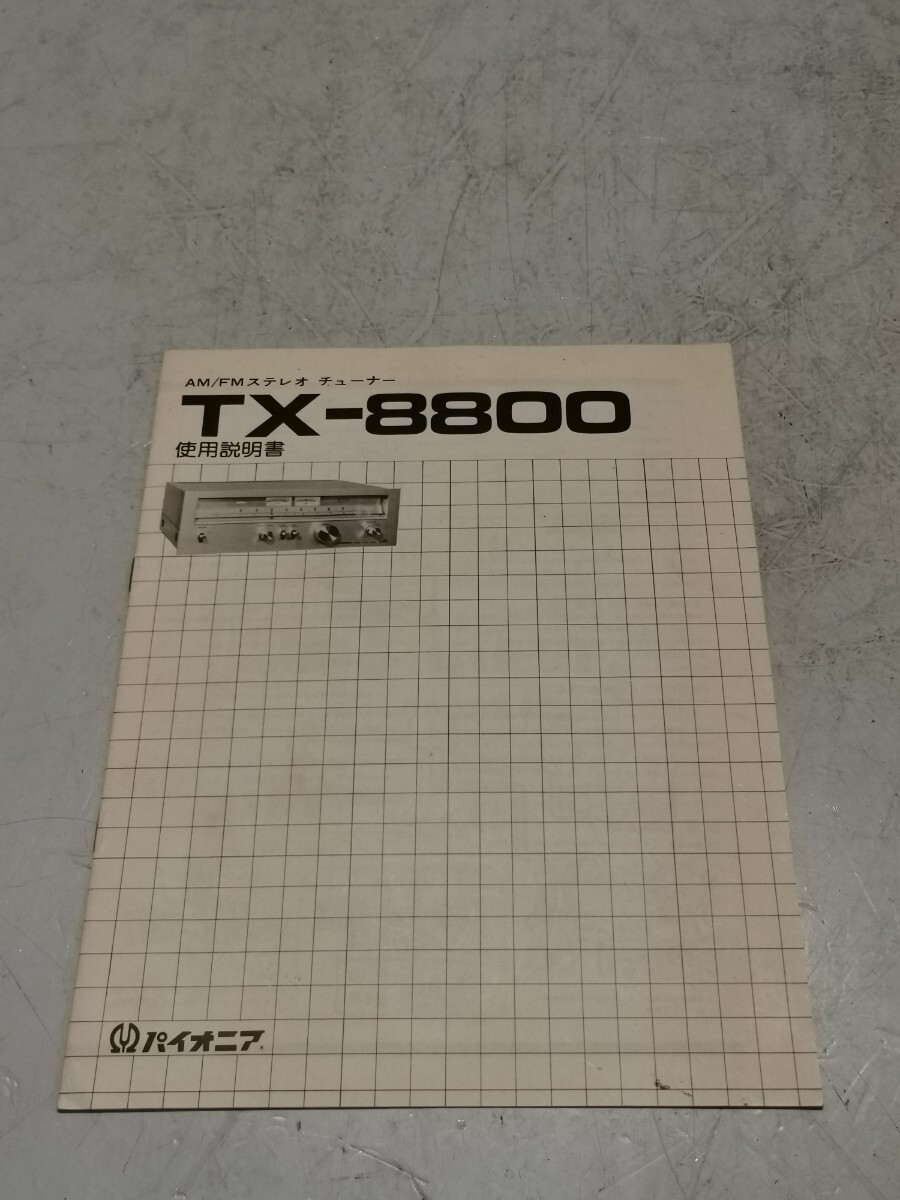 AM/FMステレオ チューナー
TX-8800
使用説明書
パイオニア